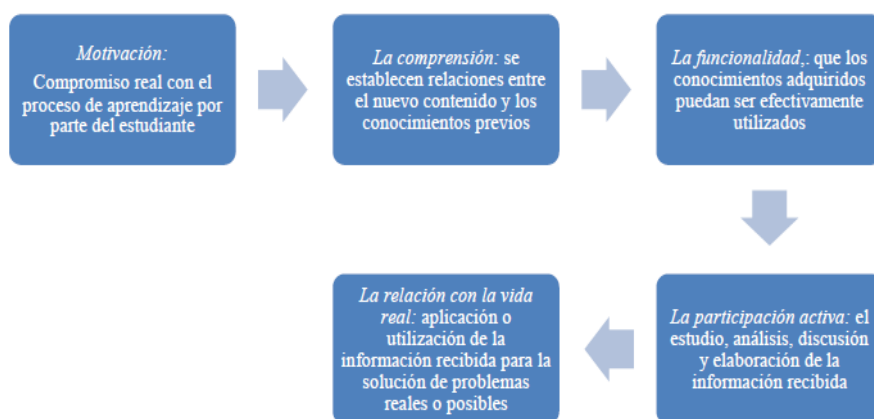 Motivación:
Compromiso real con el
proceso de aprendizaje por
parte del estudiante
La comprensión: se
establecen relaciones entre
el nuevo contenido y los
conocimientos previos
La funcionalidad,: que los
conocimientos adquiridos
puedan ser efectivamente
utilizados
La participación activa: el
estudio, análisis, discusión
y elaboración de la
información recibida
La relación con la vida
real: aplicación o
utilización de la
información recibida para la
solución de problemas
reales o posibles